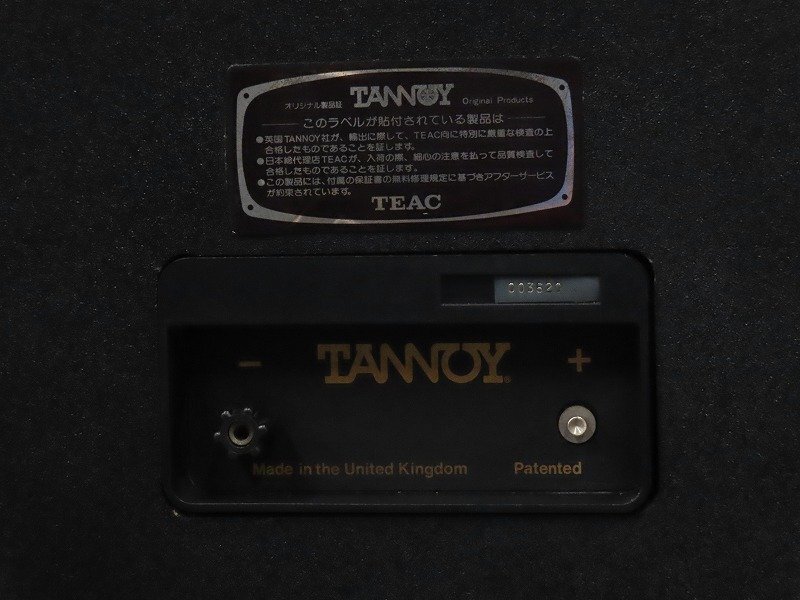 オリジナル製品証 TANNOY Original Products
このラベルが貼付されている製品は
●英国TANNOY社が、輸出に際して、TEAC向に特別に厳重な検査の上
合格したものであることを証します。
●日本総代理店TEACが、入荷の際、細心の注意を払って品質検査して
合格したものであることを証します。
●この製品には、付属の保証書の無料修理規定に基づき各アフターサービス
が約束されています。
TEAC
003520
− TANNOY® +
Made in the United Kingdom Patented